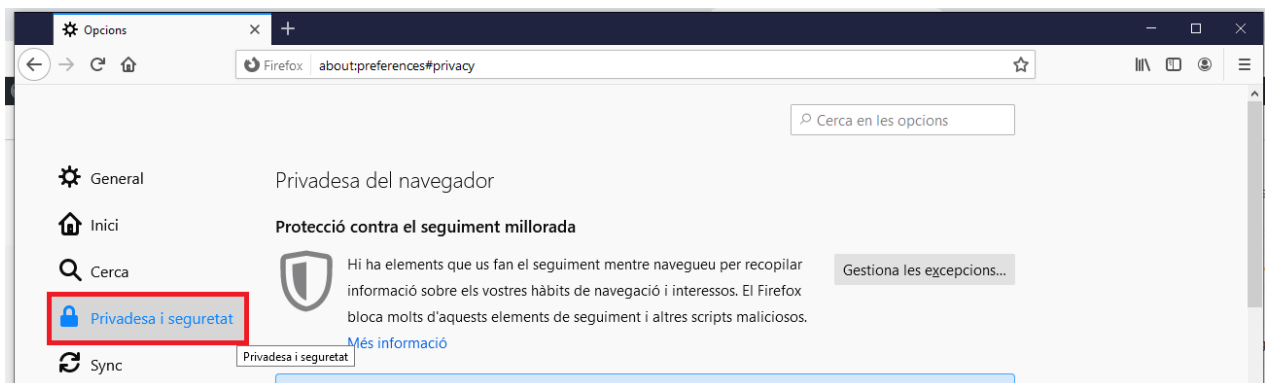 Opcions
Firefox about:preferences#privacy
Cerca en les opcions
General
Inici
Cerca
Privadesa i seguretat
Sync
Privadesa i seguretat
Privadesa del navegador
Protecció contra el seguiment millorada
Hi ha elements que us fan el seguiment mentre navegueu per recopilar
informació sobre els vostres hàbits de navegació i interessos. El Firefox
bloca molts d'aquests elements de seguiment i altres scripts maliciosos.
Més informació
Gestiona les excepcions...